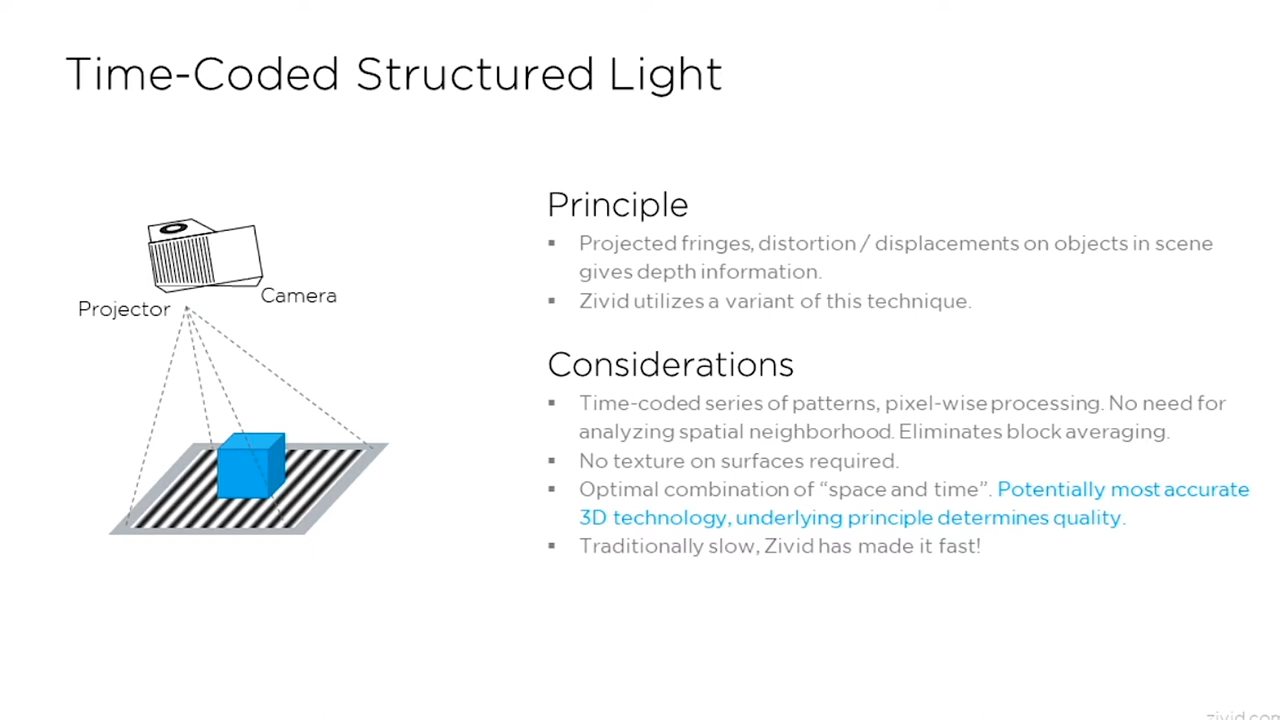 Time-Coded Structured Light
Principle
▪ Projected fringes, distortion / displacements on objects in scene
gives depth information.
▪ Zivid utilizes a variant of this technique.
Projector
Camera
Considerations
▪ Time-coded series of patterns, pixel-wise processing. No need for
analyzing spatial neighborhood. Eliminates block averaging.
▪ No texture on surfaces required.
▪ Optimal combination of “space and time”. Potentially most accurate
3D technology, underlying principle determines quality.
▪ Traditionally slow, Zivid has made it fast!
zivid.com